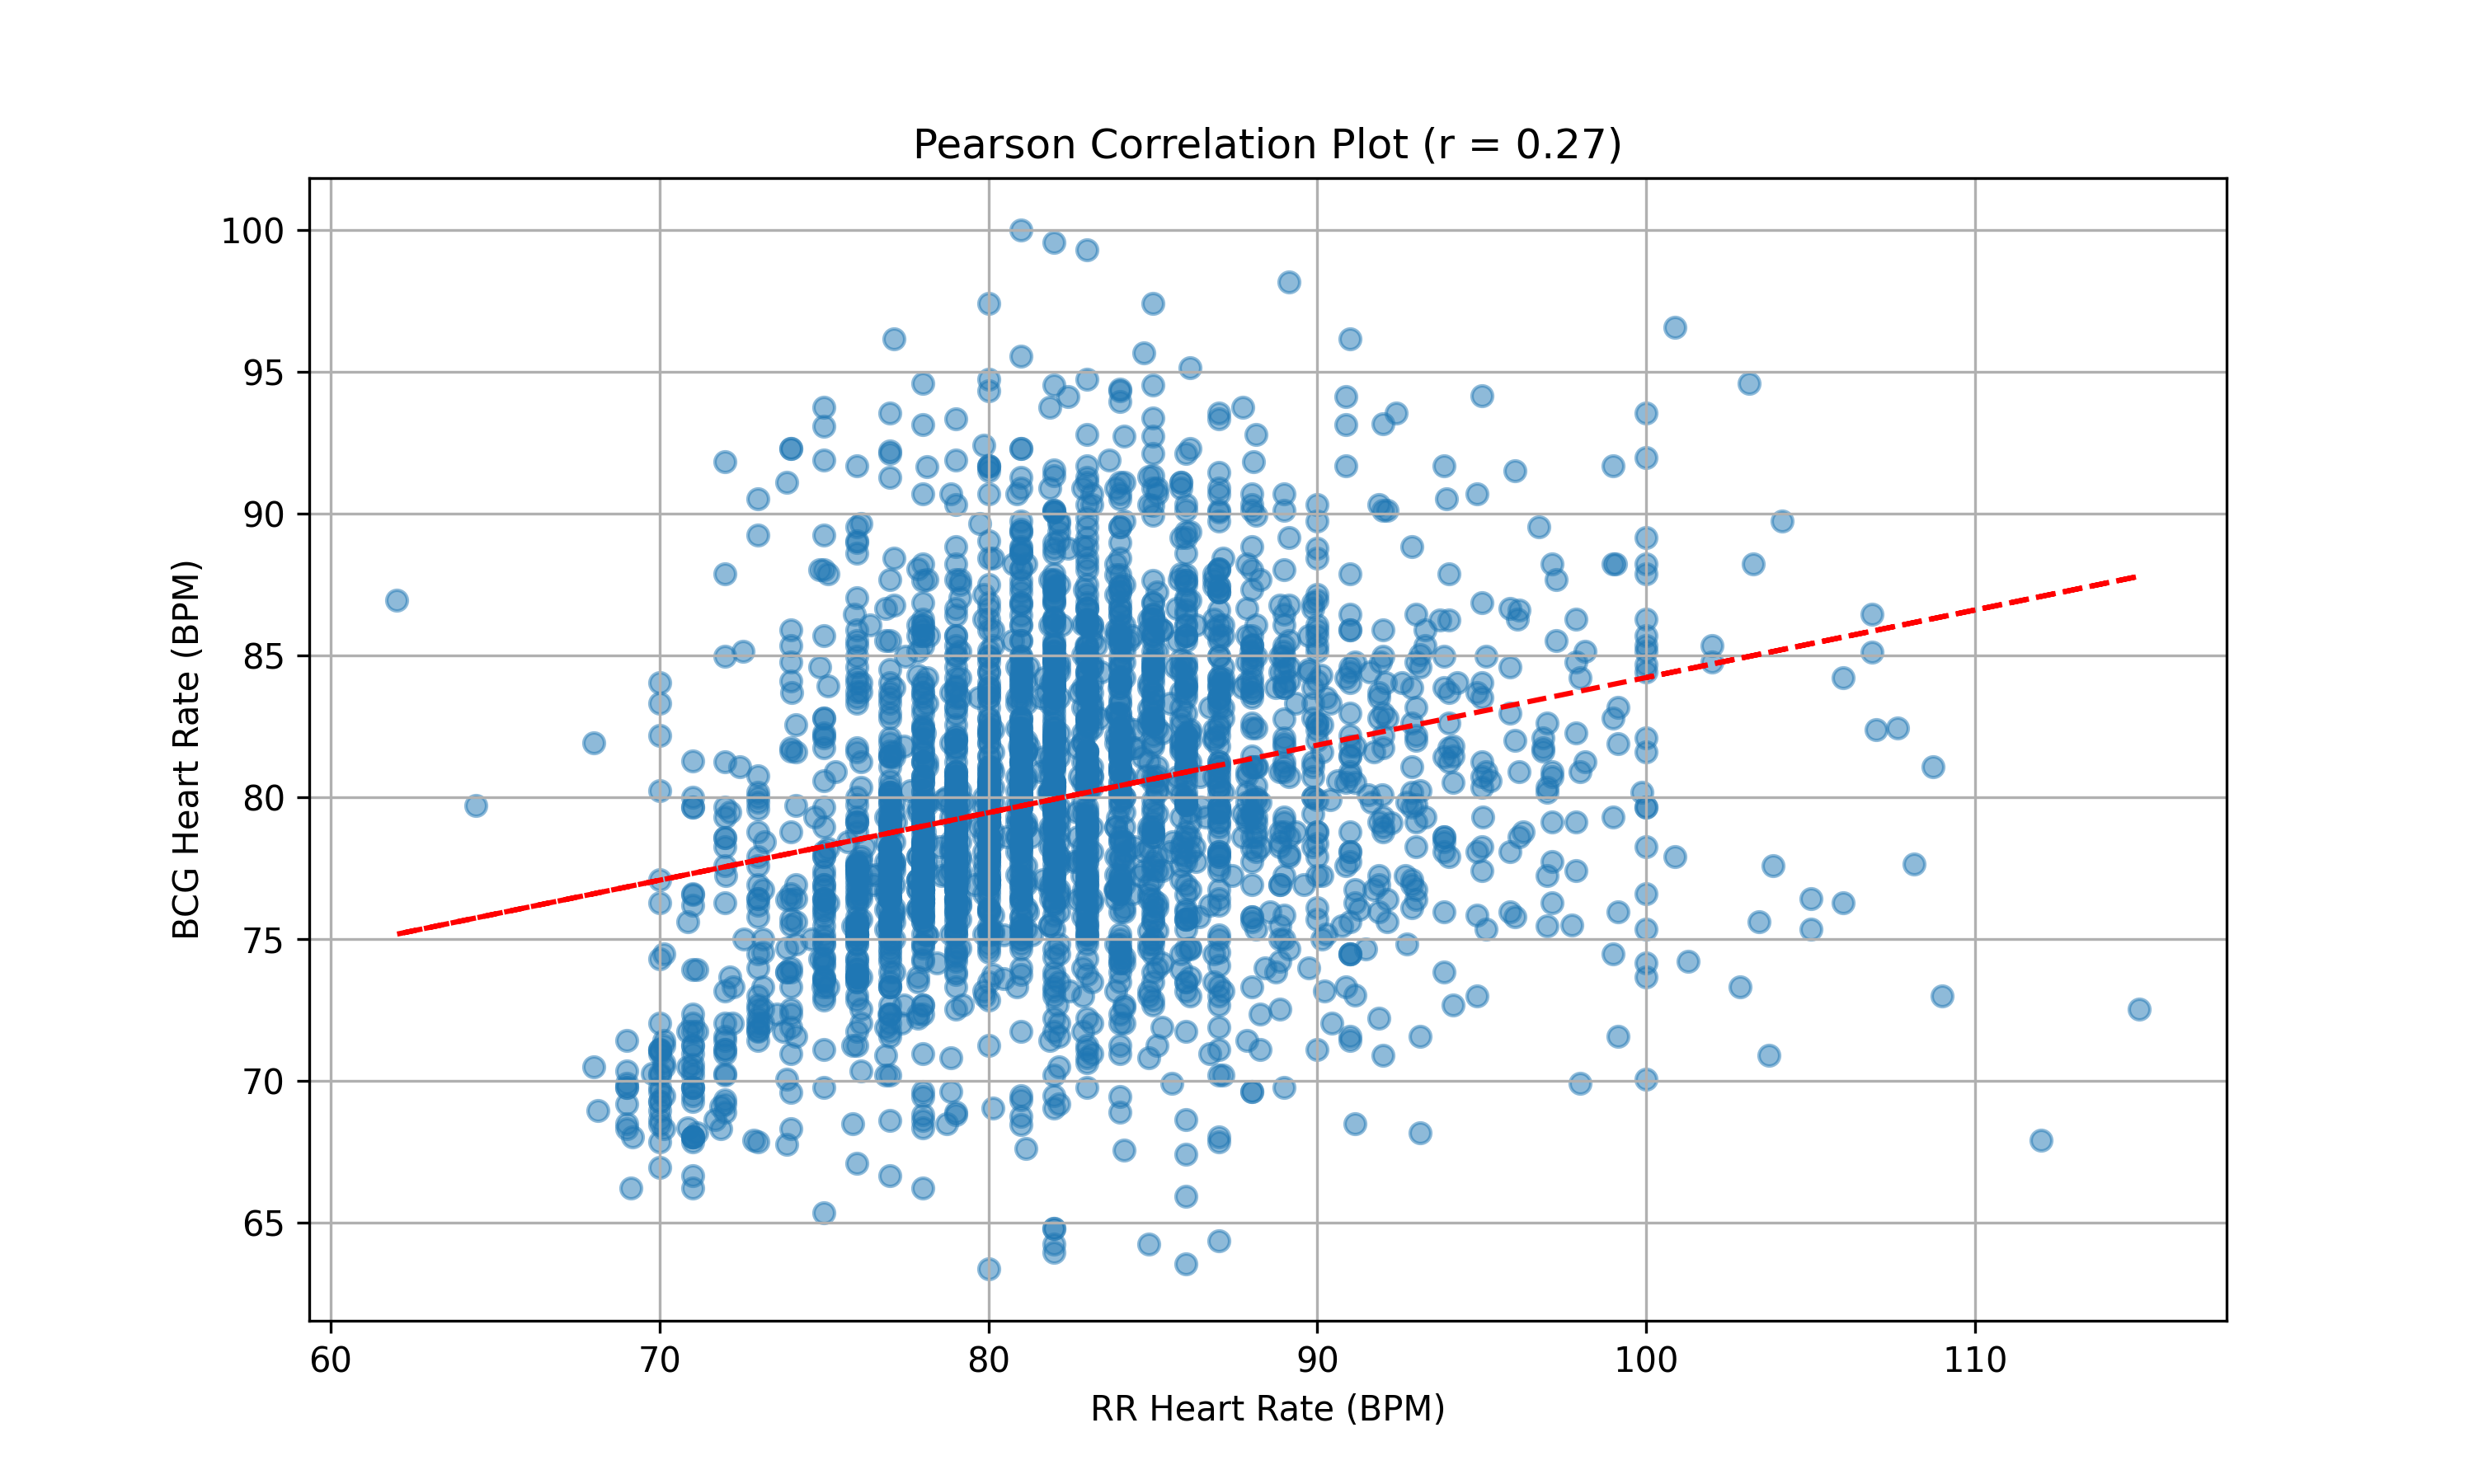 Pearson Correlation Plot (r = 0.27)
100
95
90
85
80
75
70
65
BCG Heart Rate (BPM)
60 70 80 90 100 110
RR Heart Rate (BPM)